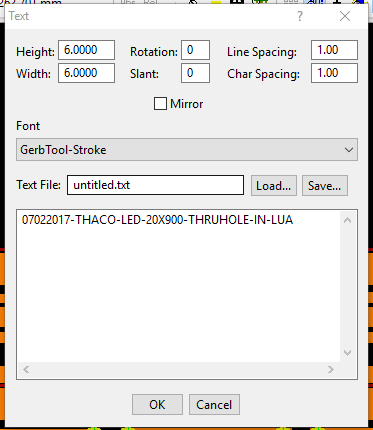 Text
Height: 6.0000 Rotation: 0 Line Spacing: 1.00
Width: 6.0000 Slant: 0 Char Spacing: 1.00
Mirror
Font
GerbTool-Stroke
Text File: untitled.txt Load... Save...
07022017-THACO-LED-20X900-THRUHOLE-IN-LUA
OK Cancel